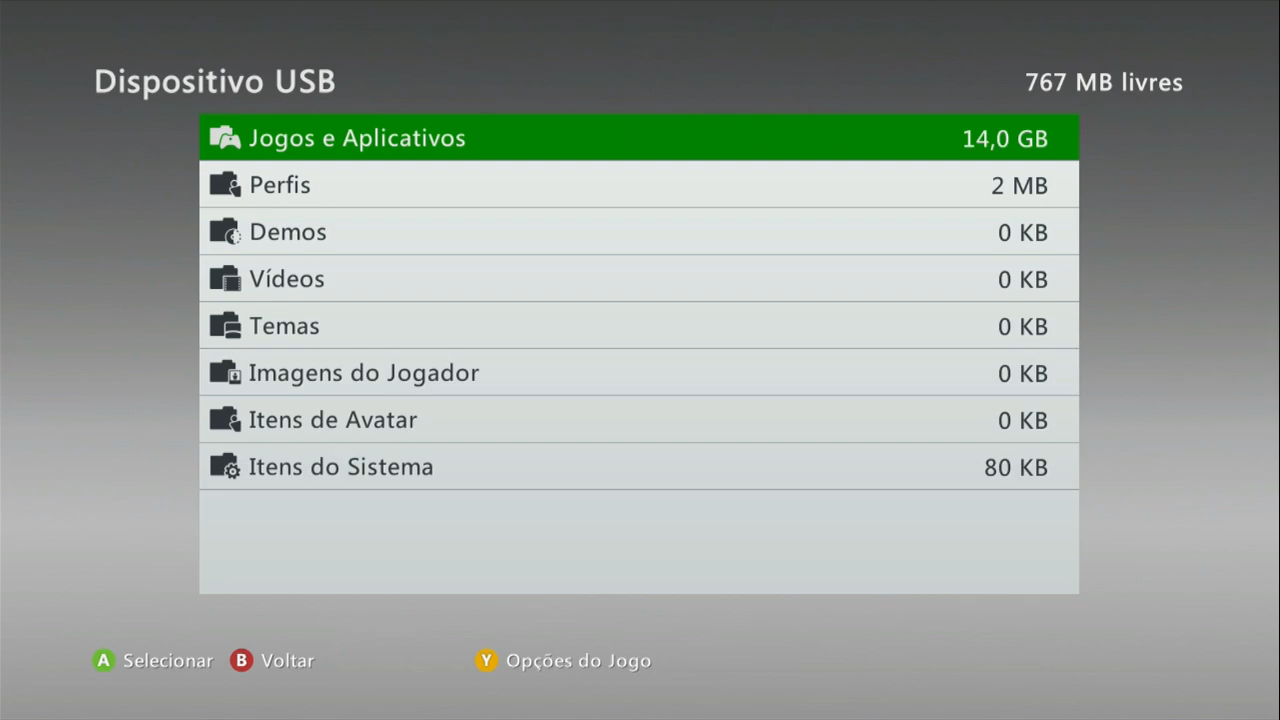 Dispositivo USB 767 MB livres
Jogos e Aplicativos 14,0 GB
Perfis 2 MB
Demos 0 KB
Vídeos 0 KB
Temas 0 KB
Imagens do Jogador 0 KB
Itens de Avatar 0 KB
Itens do Sistema 80 KB
A Selecionar B Voltar Y Opções do Jogo